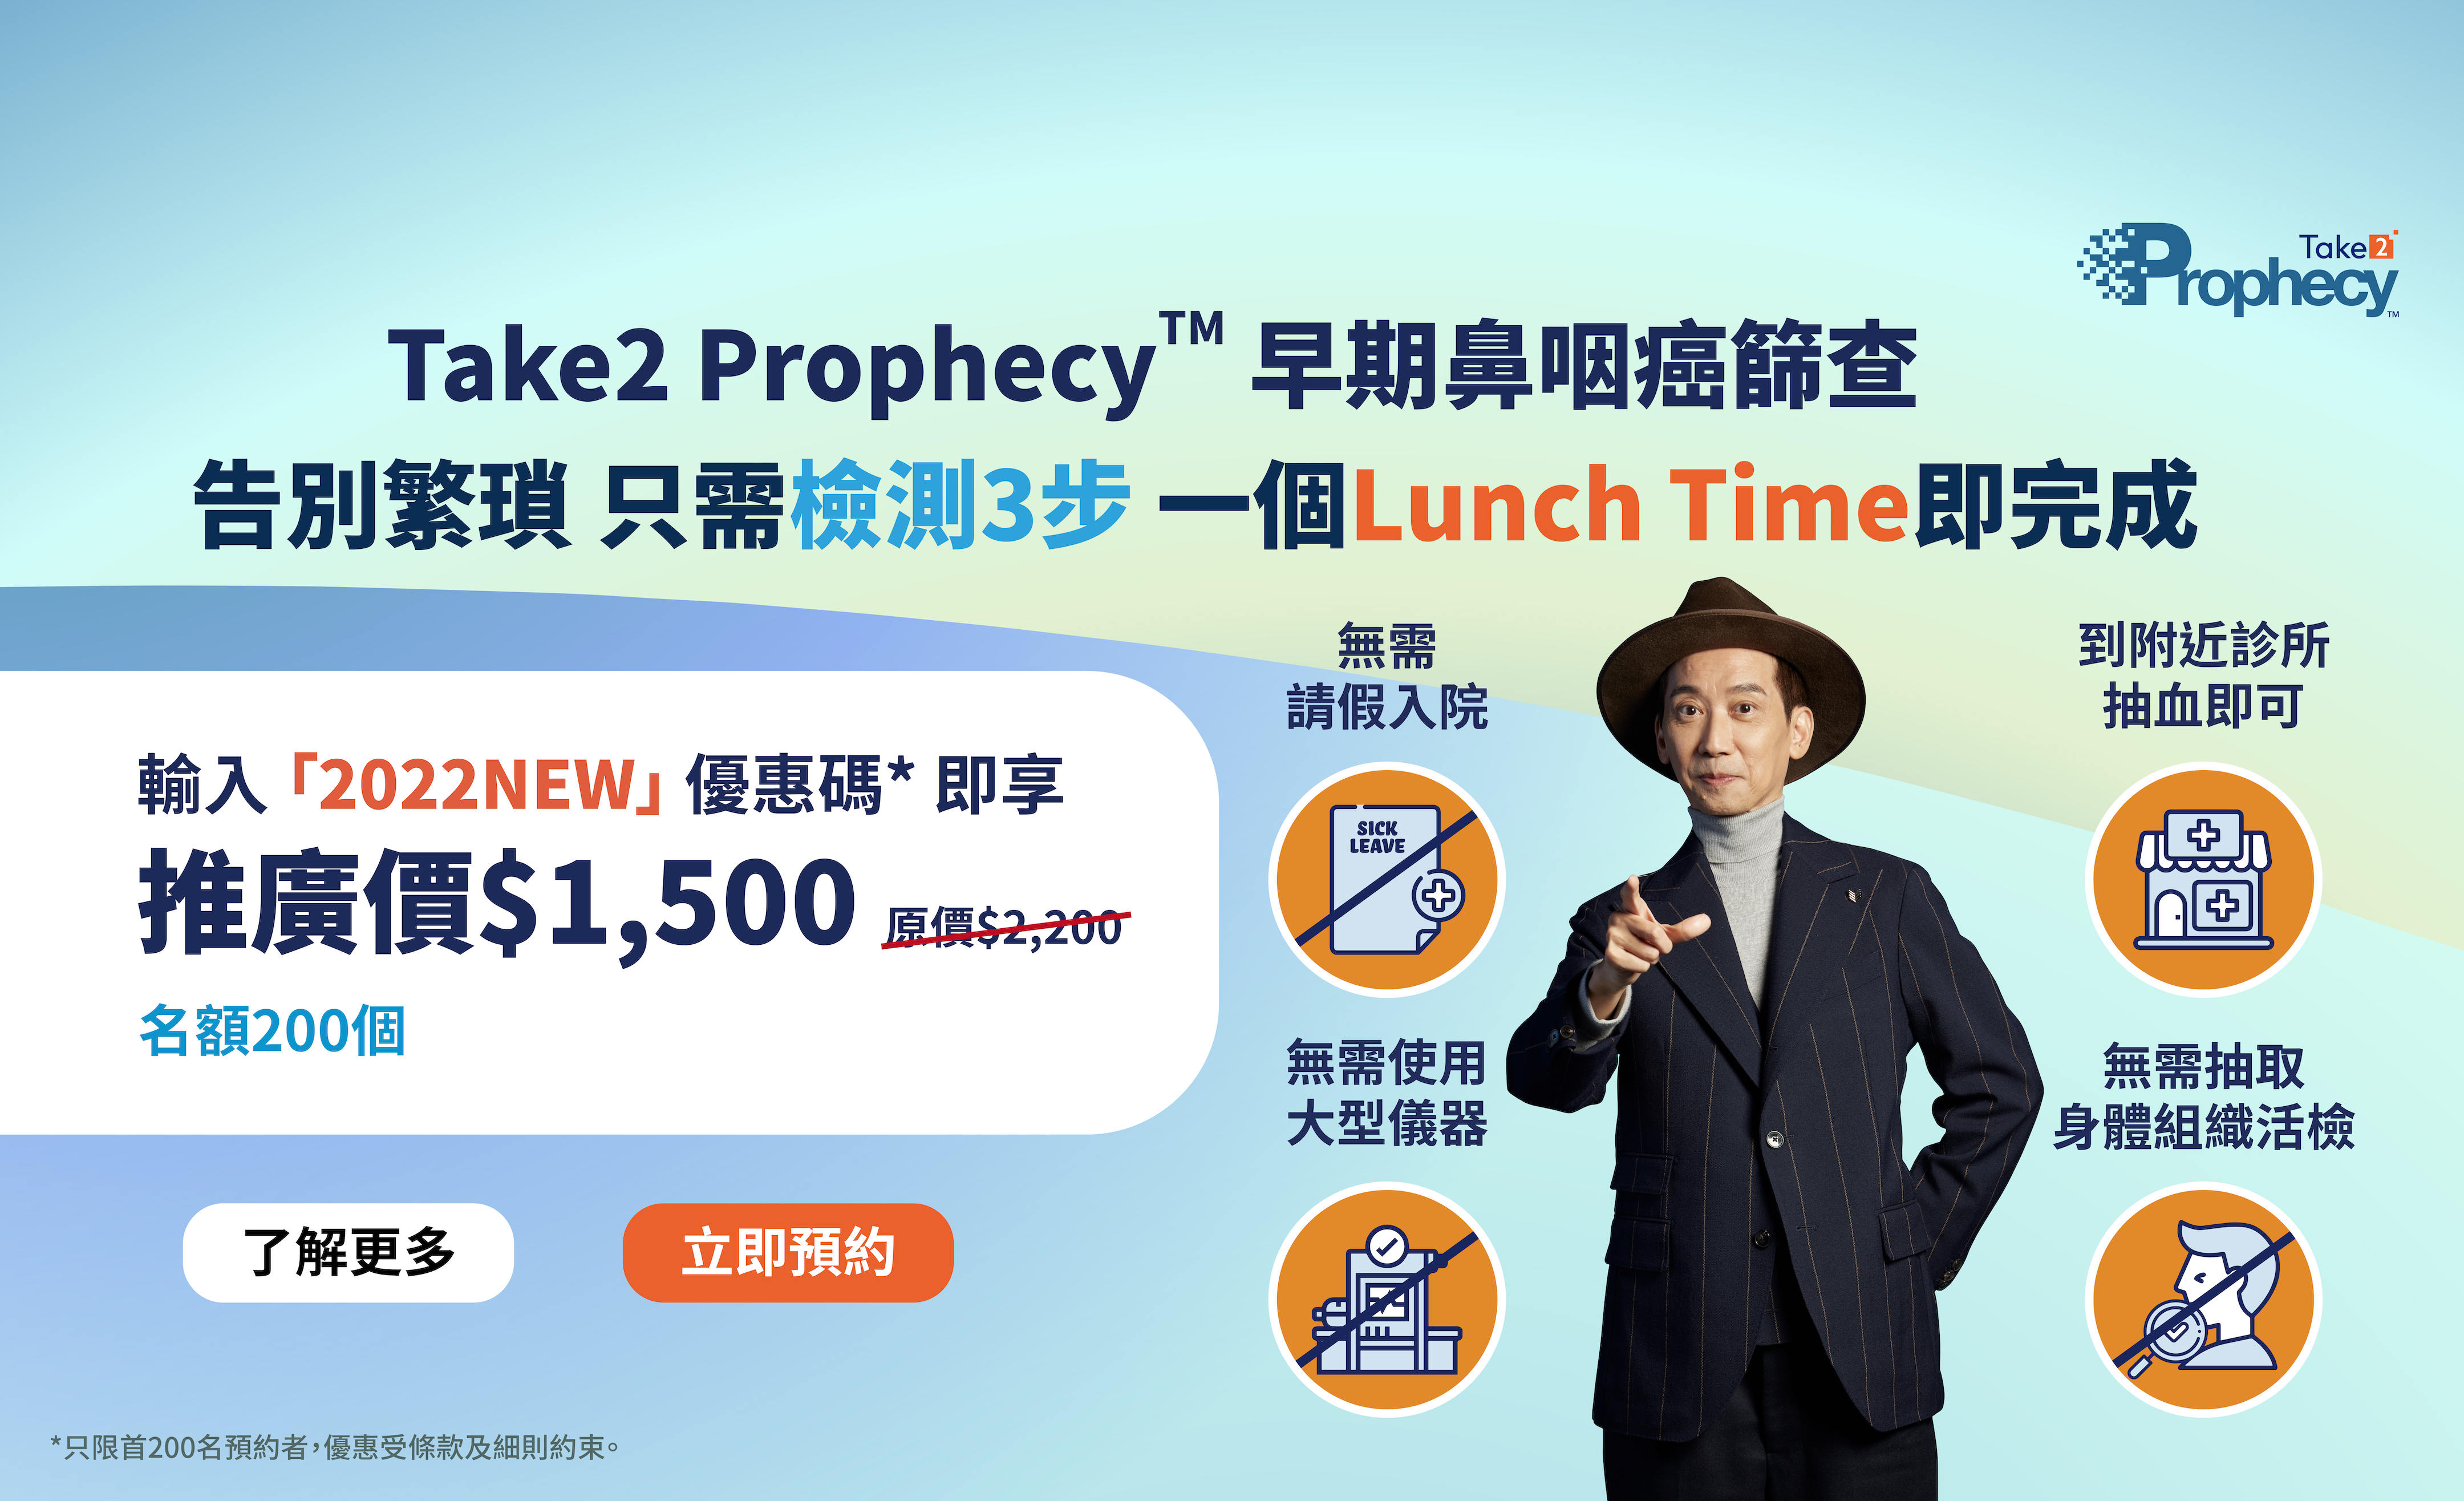 Take2
Prophecy™
Take2 Prophecy™ 早期鼻咽癌篩查
告別繁瑣 只需檢測3步 一個Lunch Time即完成
輸入「2022NEW」優惠碼* 即享
推廣價$1,500 原價$2,200
名額200個
了解更多
立即預約
*只限首200名預約者，優惠受條款及細則約束。
無需
請假入院
SICK
LEAVE
到附近診所
抽血即可
無需使用
大型儀器
無需抽取
身體組織活檢